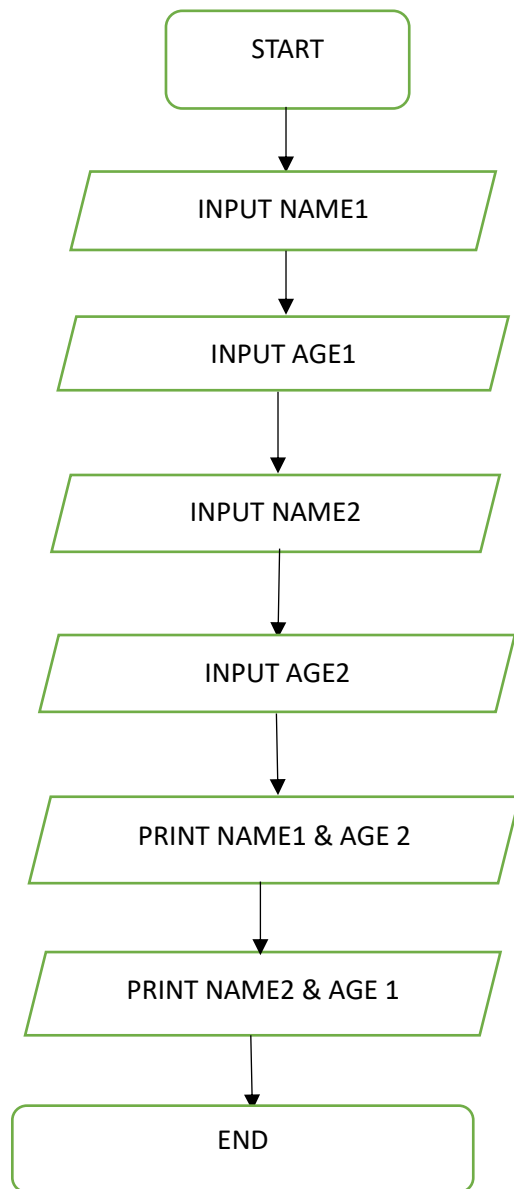 START
INPUT NAME1
INPUT AGE1
INPUT NAME2
INPUT AGE2
PRINT NAME1 & AGE 2
PRINT NAME2 & AGE 1
END